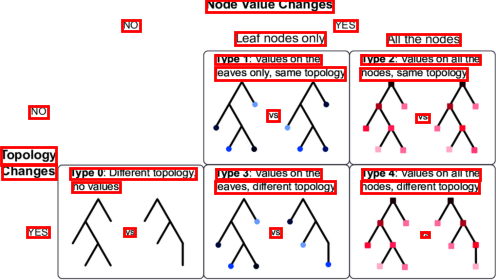 Node Value Changes
NO YES
Leaf nodes only All the nodes
Type 1: Values on the
leaves only, same topology
Type 2: Values on all the
nodes, same topology
vs vs
NO
Topology
Changes
Type 0: Different topology,
no values
Type 3: Values on the
leaves, different topology
Type 4: Values on all the
nodes, different topology
YES vs vs vs